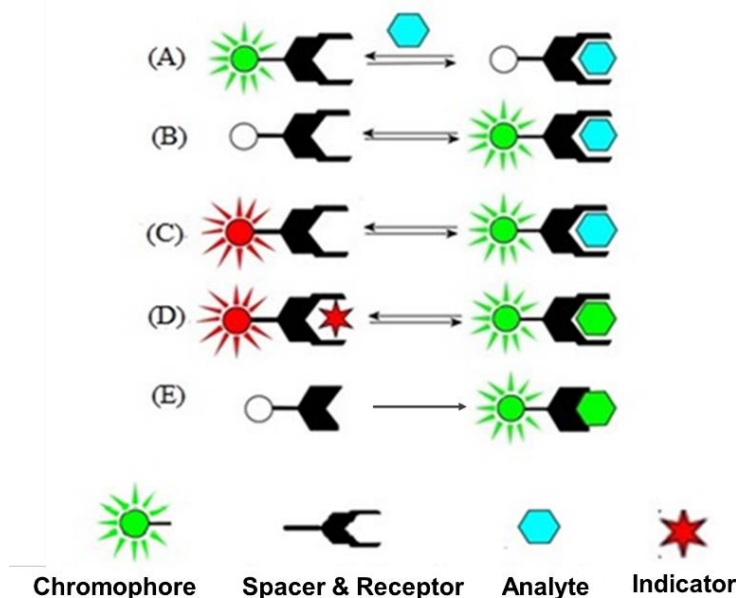 (A)
(B)
(C)
(D)
(E)
Chromophore Spacer & Receptor Analyte Indicator